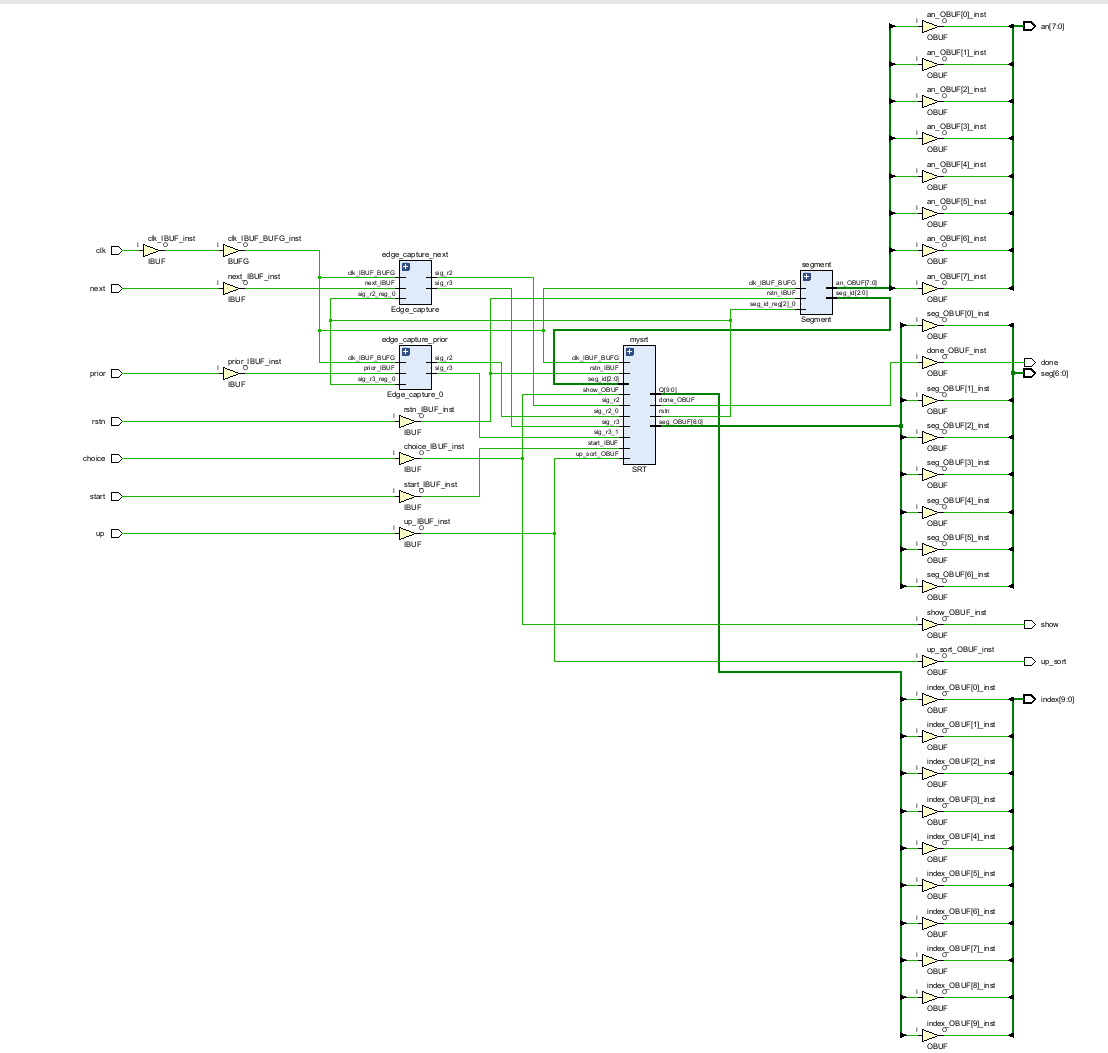 clk
I
clk_IBUF_inst
O
IBUF
I
clk_IBUF_BUFG_inst
O
BUFG
next
I
next_IBUF_inst
O
IBUF
prior
I
prior_IBUF_inst
O
IBUF
rstn
I
rstn_IBUF_inst
O
IBUF
choice
I
choice_IBUF_inst
O
IBUF
start
I
start_IBUF_inst
O
IBUF
up
I
up_IBUF_inst
O
IBUF
edge_capture_next
clk_IBUF_BUFG
next_IBUF
sig_r2_reg_0
sig_r2
sig_r3
Edge_capture
edge_capture_prior
clk_IBUF_BUFG
prior_IBUF
sig_r3_reg_0
sig_r2
sig_r3
Edge_capture_0
mysrt
clk_IBUF_BUFG
rstn_IBUF
seg_id[2:0]
show_OBUF
sig_r2
sig_r2_0
sig_r3
sig_r3_1
start_IBUF
up_sort_OBUF
Q[9:0]
done_OBUF
rstn
seg_OBUF[6:0]
SRT
segment
clk_IBUF_BUFG
rstn_IBUF
seg_id_reg[2]_0
an_OBUF[7:0]
seg_id[2:0]
Segment
an_OBUF[0]_inst
I
O
OBUF
an[7:0]
an_OBUF[1]_inst
I
O
OBUF
an_OBUF[2]_inst
I
O
OBUF
an_OBUF[3]_inst
I
O
OBUF
an_OBUF[4]_inst
I
O
OBUF
an_OBUF[5]_inst
I
O
OBUF
an_OBUF[6]_inst
I
O
OBUF
an_OBUF[7]_inst
I
O
OBUF
seg_OBUF[0]_inst
I
O
OBUF
done_OBUF_inst
I
O
OBUF
done
seg[6:0]
seg_OBUF[1]_inst
I
O
OBUF
seg_OBUF[2]_inst
I
O
OBUF
seg_OBUF[3]_inst
I
O
OBUF
seg_OBUF[4]_inst
I
O
OBUF
seg_OBUF[5]_inst
I
O
OBUF
seg_OBUF[6]_inst
I
O
OBUF
show_OBUF_inst
I
O
OBUF
show
up_sort_OBUF_inst
I
O
OBUF
up_sort
index_OBUF[0]_inst
I
O
OBUF
index[9:0]
index_OBUF[1]_inst
I
O
OBUF
index_OBUF[2]_inst
I
O
OBUF
index_OBUF[3]_inst
I
O
OBUF
index_OBUF[4]_inst
I
O
OBUF
index_OBUF[5]_inst
I
O
OBUF
index_OBUF[6]_inst
I
O
OBUF
index_OBUF[7]_inst
I
O
OBUF
index_OBUF[8]_inst
I
O
OBUF
index_OBUF[9]_inst
I
O
OBUF